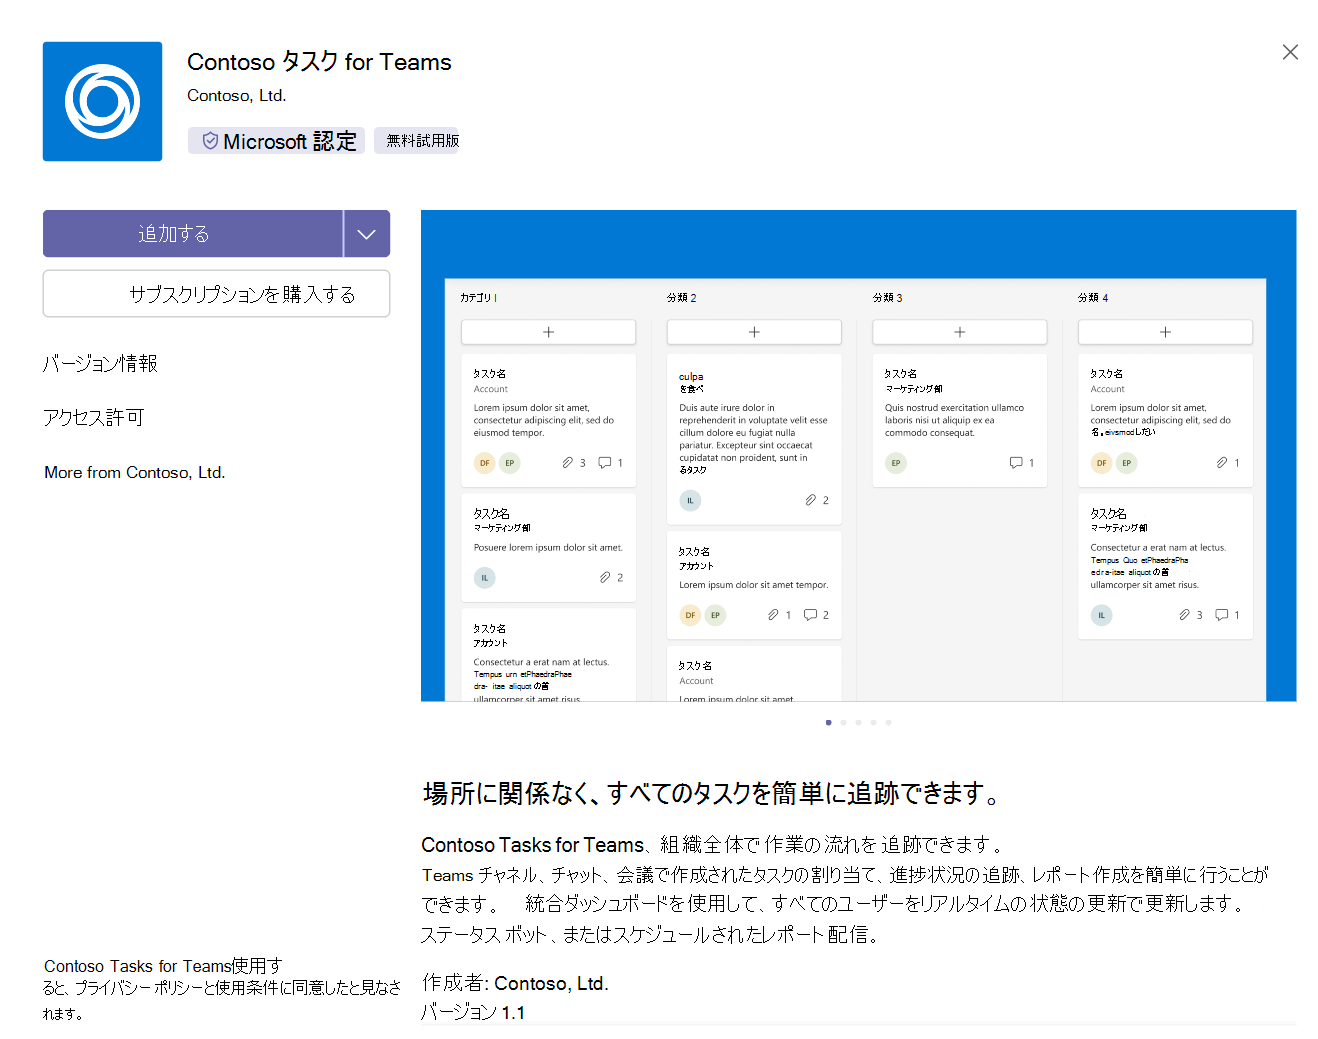 Contoso タスク for Teams
Contoso, Ltd.
Microsoft 認定
無料試用版
追加する
サブスクリプションを購入する
バージョン情報
アクセス許可
More from Contoso, Ltd.
カテゴリ I
タスク名
Account
Lorem ipsum dolor sit amet,
consectetur adipiscing elit, sed do
eiusmod tempor.
DF EP 3 1
タスク名
マーケティング部
Posuere lorem ipsum dolor sit amet.
IL 2
タスク名
アカウント
Consectetur a erat nam at lectus.
Tempus urn etPhaedraPhae
dra- itae aliquot の首
ullamcorper sit amet risus.
分類 2
culpa
を食べ
Duis aute irure dolor in
reprehenderit in voluptate velit esse
cillum dolore eu fugiat nulla
pariatur. Excepteur sint occaecat
cupidatat non proident, sunt in
るタスク
IL 2
タスク名
アカウント
Lorem ipsum dolor sit amet tempor.
DF EP 1 2
タスク名
Account
Lorem ipsum dolor sit amet,
分類 3
タスク名
マーケティング部
Quis nostrud exercitation ullamco
laboris nisi ut aliquip ex ea
commodo consequat.
EP 1
分類 4
タスク名
Account
Lorem ipsum dolor sit amet,
consectetur adipiscing elit, sed do
名。eivsmodしだい
DF EP 1
タスク名
マーケティング部
Consectetur a erat nam at lectus.
Tempus Quo etPhaedraPha
edra-itae aliquot の首
ullamcorper sit amet risus.
IL 3 1
場所に関係なく、すべてのタスクを簡単に追跡できます。
Contoso Tasks for Teams、組織全体で作業の流れを追跡できます。
Teams チャネル、チャット、会議で作成されたタスクの割り当て、進捗状況の追跡、レポート作成を簡単に行うことが
できます。 統合ダッシュボードを使用して、すべてのユーザーをリアルタイムの状態の更新で更新します。
ステータス ボット、またはスケジュールされたレポート配信。
作成者: Contoso, Ltd.
バージョン 1.1
Contoso Tasks for Teams使用す
ると、プライバシー ポリシーと使用条件に同意したと見なさ
れます。